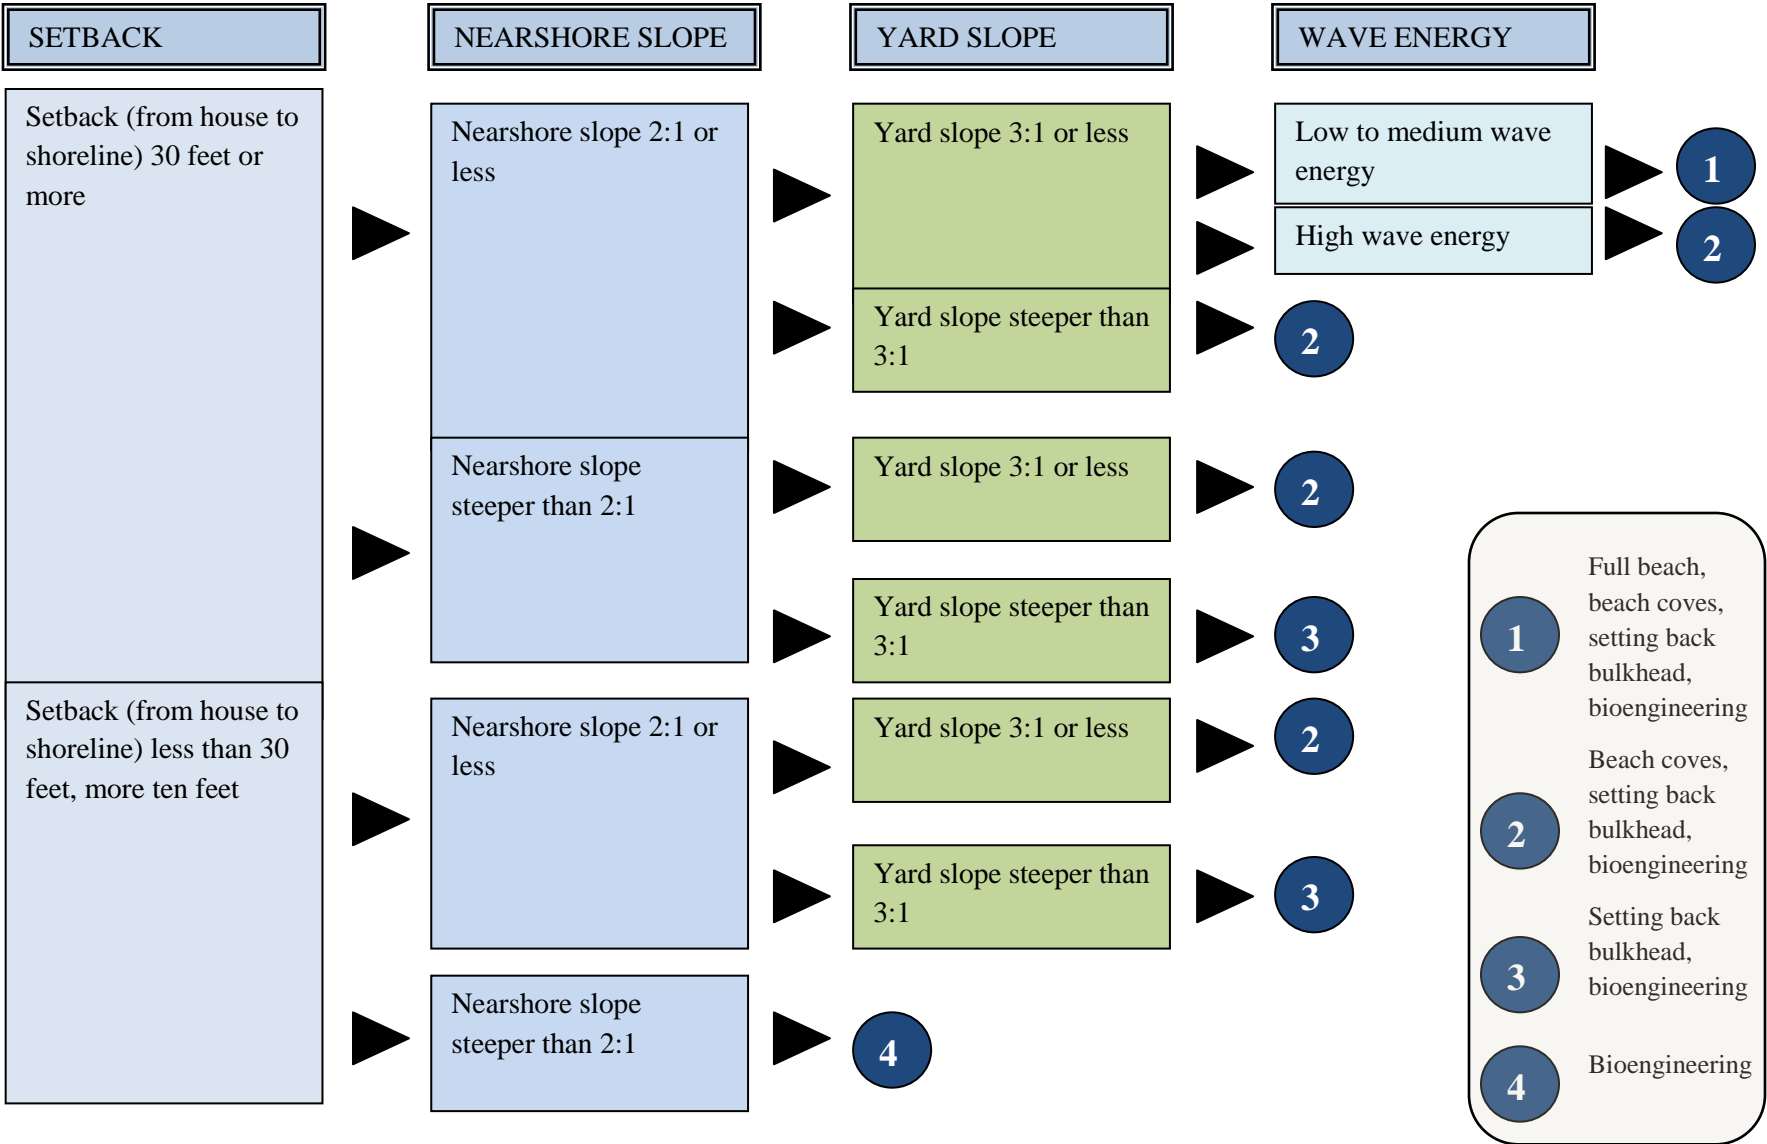 SETBACK
NEARSHORE SLOPE
YARD SLOPE
WAVE ENERGY
Setback (from house to
shoreline) 30 feet or
more
Nearshore slope 2:1 or
less
Yard slope 3:1 or less
Low to medium wave
energy
1
High wave energy
2
Yard slope steeper than
3:1
2
Nearshore slope
steeper than 2:1
Yard slope 3:1 or less
2
Yard slope steeper than
3:1
3
Setback (from house to
shoreline) less than 30
feet, more ten feet
Nearshore slope 2:1 or
less
Yard slope 3:1 or less
2
Yard slope steeper than
3:1
3
Nearshore slope
steeper than 2:1
4
1
Full beach,
beach coves,
setting back
bulkhead,
bioengineering
2
Beach coves,
setting back
bulkhead,
bioengineering
3
Setting back
bulkhead,
bioengineering
4
Bioengineering